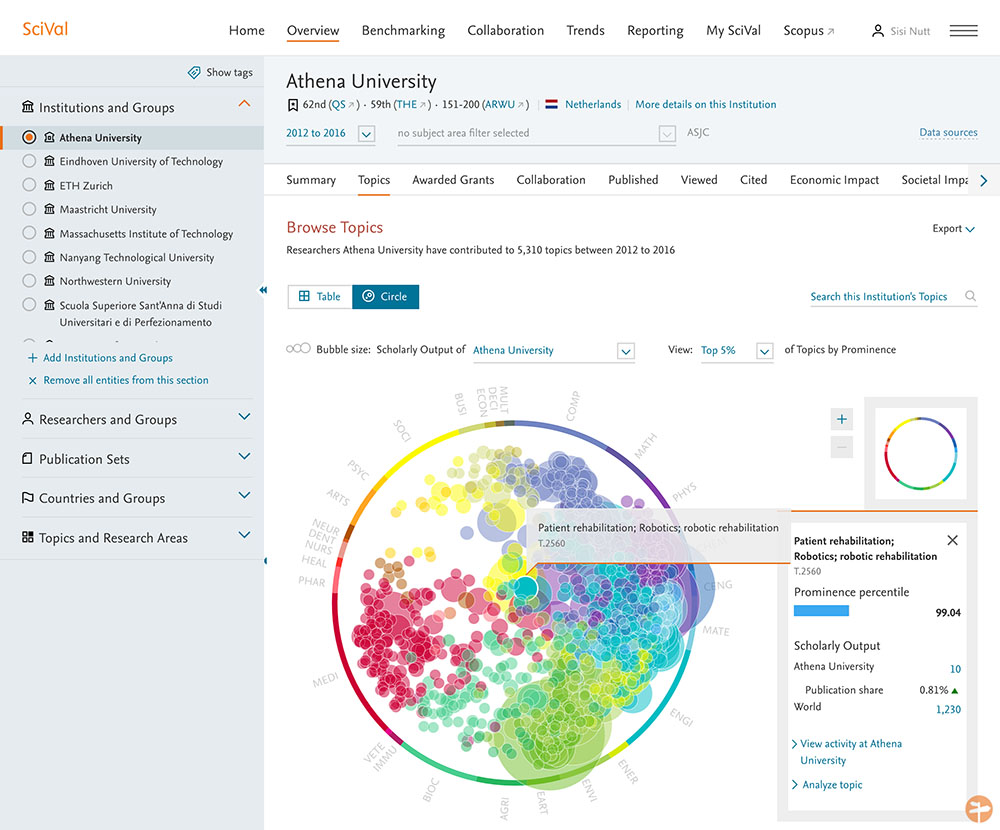 SciVal
Home Overview Benchmarking Collaboration Trends Reporting My SciVal Scopus ↗ Sisi Nutt
Show tags
Institutions and Groups
Athena University
Eindhoven University of Technology
ETH Zurich
Maastricht University
Massachusetts Institute of Technology
Nanyang Technological University
Northwestern University
Scuola Superiore Sant'Anna di Studi
Universitari e di Perfezionamento
+ Add Institutions and Groups
× Remove all entities from this section
Researchers and Groups
Publication Sets
Countries and Groups
Topics and Research Areas
Athena University
62nd (QS ↗) · 59th (THE ↗) · 151-200 (ARWU ↗) | Netherlands | More details on this Institution
2012 to 2016 no subject area filter selected ASJC Data sources
Summary Topics Awarded Grants Collaboration Published Viewed Cited Economic Impact Societal Impa
Browse Topics
Export
Researchers Athena University have contributed to 5,310 topics between 2012 to 2016
Table Circle
Search this Institution's Topics
Bubble size: Scholarly Output of Athena University View: Top 5% of Topics by Prominence
COMP
MATH
PHYS
CENG
MATE
ENGI
ENER
ENVI
EART
AGRI
BIOC
IMMU
VETE
MEDI
PHAR
HEAL
NURS
DENT
NEUR
ARTS
PSYC
SOCI
BUSI
ECON
DECI
MULT
Patient rehabilitation; Robotics; robotic rehabilitation
T.2560
+
−
Patient rehabilitation;
Robotics; robotic rehabilitation
T.2560
Prominence percentile
99.04
Scholarly Output
Athena University 10
Publication share 0.81% ▲
World 1,230
View activity at Athena
University
Analyze topic